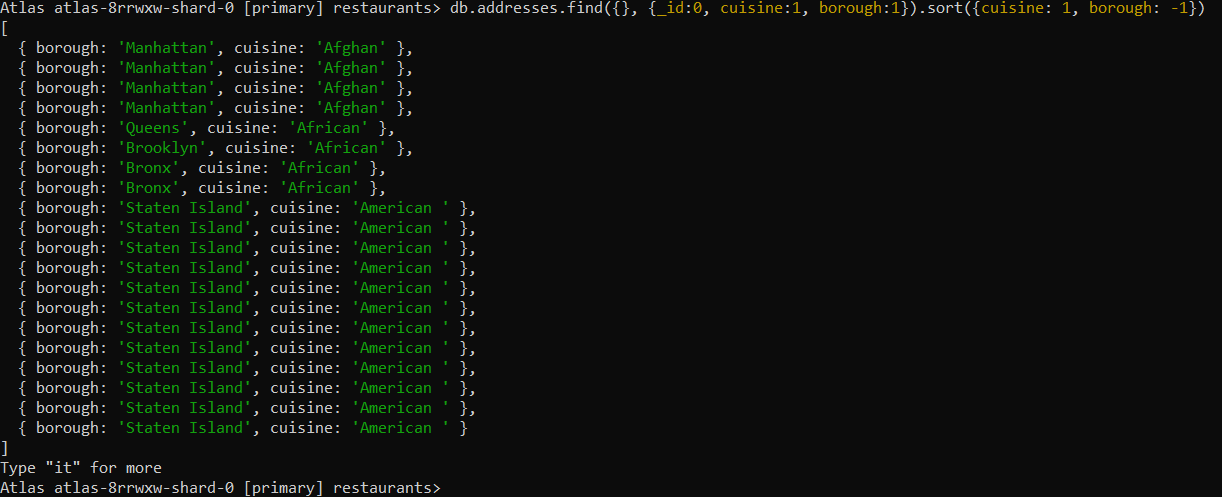 Atlas atlas-8rrwxw-shard-0 [primary] restaurants> db.addresses.find({}, {_id:0, cuisine:1, borough:1}).sort({cuisine: 1, borough: -1})
[
  { borough: 'Manhattan', cuisine: 'Afghan' },
  { borough: 'Manhattan', cuisine: 'Afghan' },
  { borough: 'Manhattan', cuisine: 'Afghan' },
  { borough: 'Manhattan', cuisine: 'Afghan' },
  { borough: 'Queens', cuisine: 'African' },
  { borough: 'Brooklyn', cuisine: 'African' },
  { borough: 'Bronx', cuisine: 'African' },
  { borough: 'Bronx', cuisine: 'African' },
  { borough: 'Staten Island', cuisine: 'American ' },
  { borough: 'Staten Island', cuisine: 'American ' },
  { borough: 'Staten Island', cuisine: 'American ' },
  { borough: 'Staten Island', cuisine: 'American ' },
  { borough: 'Staten Island', cuisine: 'American ' },
  { borough: 'Staten Island', cuisine: 'American ' },
  { borough: 'Staten Island', cuisine: 'American ' },
  { borough: 'Staten Island', cuisine: 'American ' },
  { borough: 'Staten Island', cuisine: 'American ' },
  { borough: 'Staten Island', cuisine: 'American ' },
  { borough: 'Staten Island', cuisine: 'American ' },
  { borough: 'Staten Island', cuisine: 'American ' }
]
Type "it" for more
Atlas atlas-8rrwxw-shard-0 [primary] restaurants>